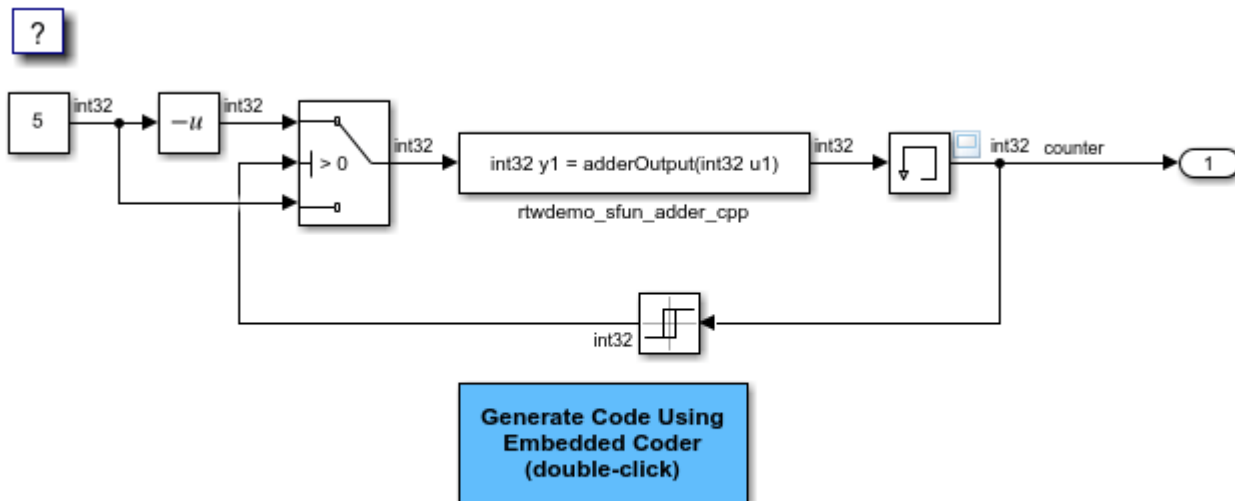 ?
5
int32
-u
int32
> 0
int32
int32 y1 = adderOutput(int32 u1)
rtwdemo_sfun_adder_cpp
int32
int32
counter
1
int32
Generate Code Using
Embedded Coder
(double-click)